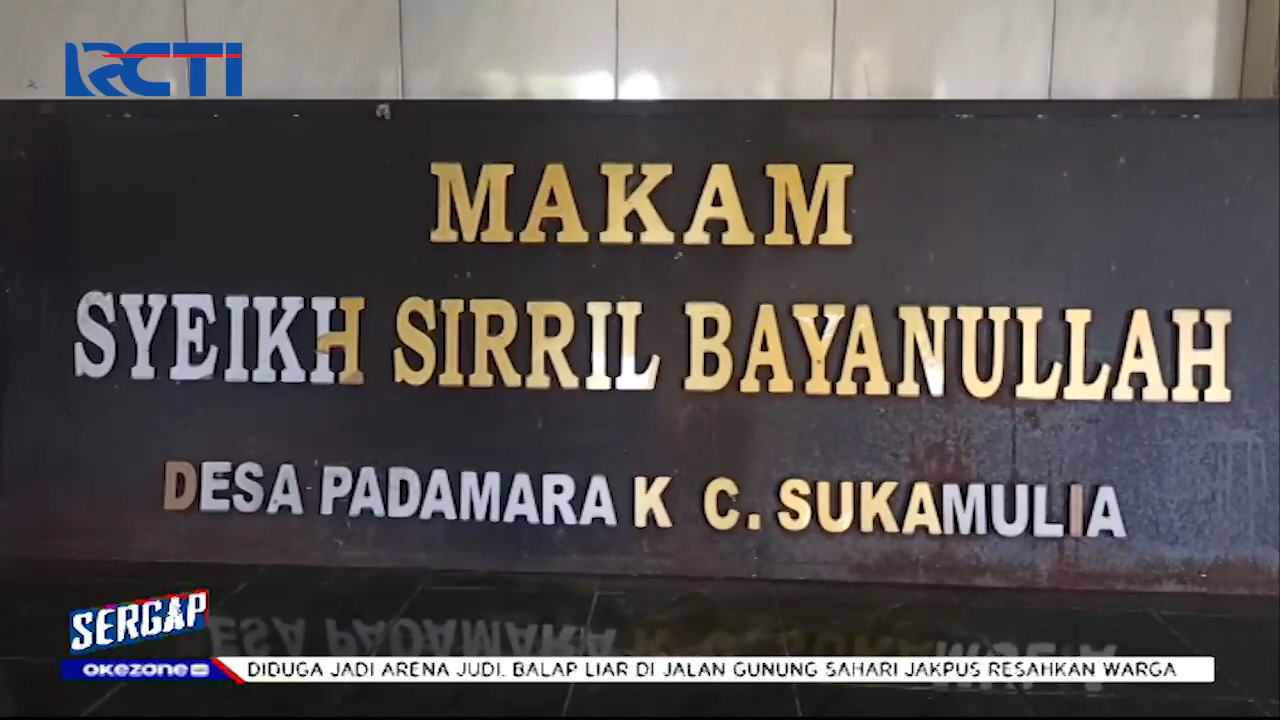 RCTI
MAKAM
SYEIKH SIRRIL BAYANULLAH
DESA PADAMARA K C. SUKAMULIA
SERGAP
OKEZONE
DIDUGA JADI ARENA JUDI, BALAP LIAR DI JALAN GUNUNG SAHARI JAKPUS RESAHKAN WARGA